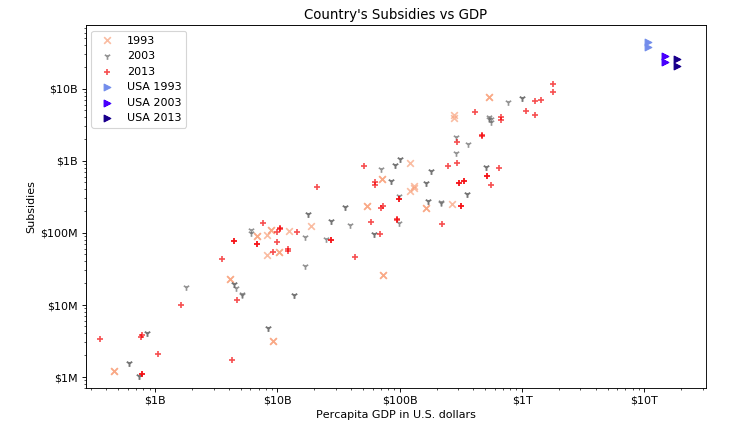 Country's Subsidies vs GDP
1993
2003
2013
USA 1993
USA 2003
USA 2013
$10B
$1B
$100M
$10M
$1M
Subsidies
$1B
$10B
$100B
$1T
$10T
Percapita GDP in U.S. dollars